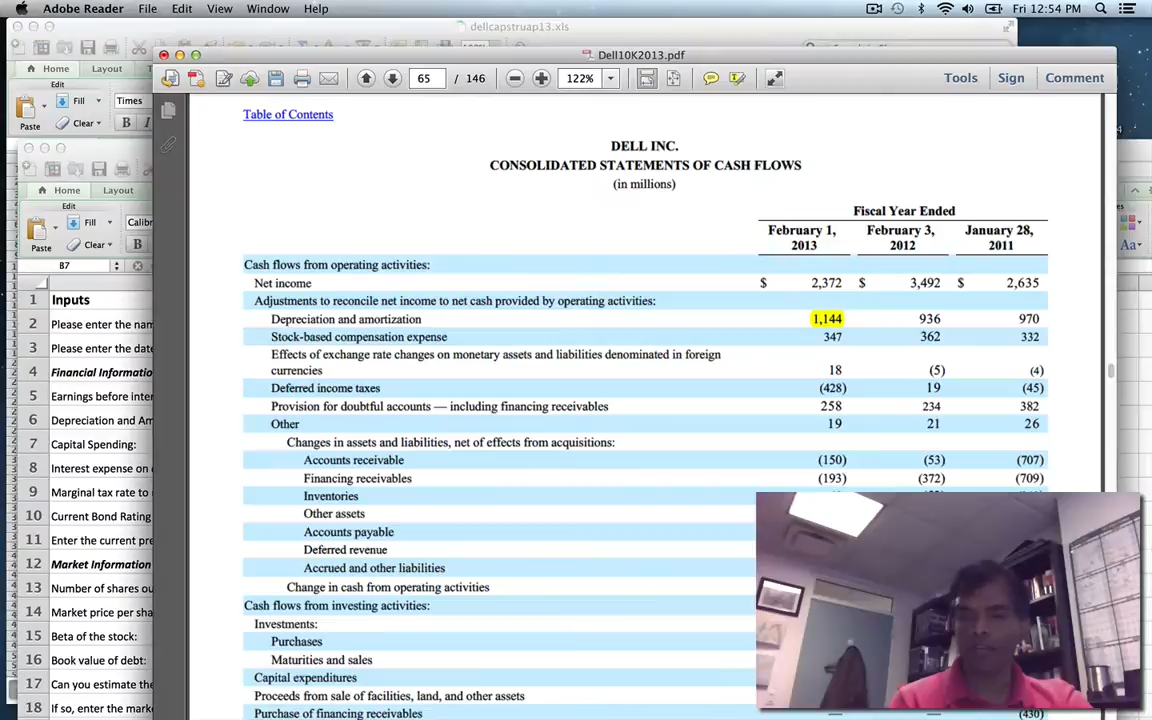 Adobe Reader File Edit View Window Help Fri 12:54 PM
dellcapstruap13.xls
Home Layout
Edit
Fill Times
Paste Clear B I
Dell10K2013.pdf
65 / 146 122% Tools Sign Comment
Home Layout
Edit
Fill Calibr
Paste Clear B
B7
Aa
1 Inputs
2 Please enter the nam
3 Please enter the date
4 Financial Informatio
5 Earnings before inter
6 Depreciation and Am
7 Capital Spending:
8 Interest expense on
9 Marginal tax rate to
10 Current Bond Rating
11 Enter the current pre
12 Market Information
13 Number of shares ou
14 Market price per sha
15 Beta of the stock:
16 Book value of debt:
17 Can you estimate the
18 If so, enter the marke
Table of Contents
DELL INC.
CONSOLIDATED STATEMENTS OF CASH FLOWS
(in millions)
Fiscal Year Ended
February 1, February 3, January 28,
2013 2012 2011
Cash flows from operating activities:
Net income $ 2,372 $ 3,492 $ 2,635
Adjustments to reconcile net income to net cash provided by operating activities:
Depreciation and amortization 1,144 936 970
Stock-based compensation expense 347 362 332
Effects of exchange rate changes on monetary assets and liabilities denominated in foreign
currencies 18 (5) (4)
Deferred income taxes (428) 19 (45)
Provision for doubtful accounts — including financing receivables 258 234 382
Other 19 21 26
Changes in assets and liabilities, net of effects from acquisitions:
Accounts receivable (150) (53) (707)
Financing receivables (193) (372) (709)
Inventories
Other assets
Accounts payable
Deferred revenue
Accrued and other liabilities
Change in cash from operating activities
Cash flows from investing activities:
Investments:
Purchases
Maturities and sales
Capital expenditures
Proceeds from sale of facilities, land, and other assets
Purchase of financing receivables — — (430)